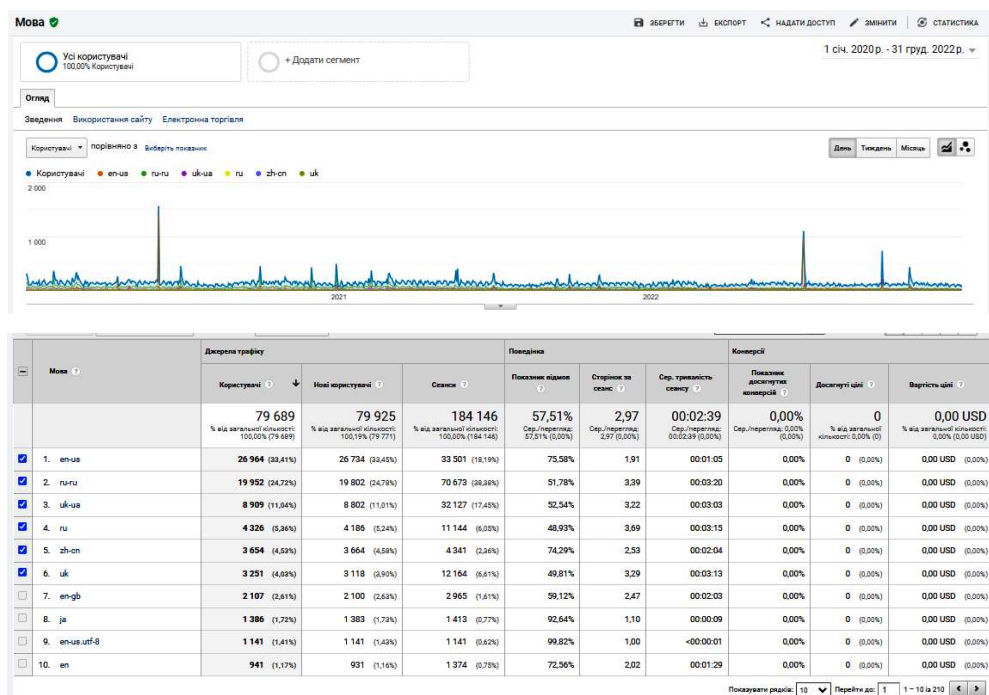 Мова
ЗБЕРЕГТИ ЕКСПОРТ НАДАТИ ДОСТУП ЗМІНИТИ СТАТИСТИКА
1 січ. 2020 р. - 31 груд. 2022 р.
Усі користувачі
100,00% Користувачі
+ Додати сегмент
Огляд
Зведення Використання сайту Електронна торгівля
Користувачі порівняно з Виберіть показник
День Тиждень Місяць
Користувачі en-us ru-ru uk-ua ru zh-cn uk
2 000
1 000
2021 2022
Мова Джерела трафіку Поведінка Конверсії
Користувачі Нові користувачі Сеанси Показник відмов Сторінок за сеанс Сер. тривалість сеансу Показник досягнутих конверсій Досягнуті цілі Вартість цілі
79 689 79 925 184 146 57,51% 2,97 00:02:39 0,00% 0 0,00 USD
% від загальної кількості: 100,00% (79 689) % від загальної кількості: 100,19% (79 771) % від загальної кількості: 100,00% (184 146) Сер./перегляд: 57,51% (0,00%) Сер./перегляд: 2,97 (0,00%) Сер./перегляд: 00:02:39 (0,00%) Сер./перегляд: 0,00% (0,00%) % від загальної кількості: 0,00% (0) % від загальної кількості: 0,00% (0,00 USD)
1. en-us 26 964 (33,41%) 26 734 (33,45%) 33 501 (18,19%) 75,58% 1,91 00:01:05 0,00% 0 (0,00%) 0,00 USD (0,00%)
2. ru-ru 19 952 (24,72%) 19 802 (24,78%) 70 673 (38,38%) 51,78% 3,39 00:03:20 0,00% 0 (0,00%) 0,00 USD (0,00%)
3. uk-ua 8 909 (11,04%) 8 802 (11,01%) 32 127 (17,45%) 52,54% 3,22 00:03:03 0,00% 0 (0,00%) 0,00 USD (0,00%)
4. ru 4 326 (5,36%) 4 186 (5,24%) 11 144 (6,05%) 48,93% 3,69 00:03:15 0,00% 0 (0,00%) 0,00 USD (0,00%)
5. zh-cn 3 654 (4,53%) 3 664 (4,58%) 4 341 (2,36%) 74,29% 2,53 00:02:04 0,00% 0 (0,00%) 0,00 USD (0,00%)
6. uk 3 251 (4,03%) 3 118 (3,90%) 12 164 (6,61%) 49,81% 3,29 00:03:13 0,00% 0 (0,00%) 0,00 USD (0,00%)
7. en-gb 2 107 (2,61%) 2 100 (2,63%) 2 965 (1,61%) 59,12% 2,47 00:02:03 0,00% 0 (0,00%) 0,00 USD (0,00%)
8. ja 1 386 (1,72%) 1 383 (1,73%) 1 413 (0,77%) 92,64% 1,10 00:00:09 0,00% 0 (0,00%) 0,00 USD (0,00%)
9. en-us.utf-8 1 141 (1,41%) 1 141 (1,43%) 1 141 (0,62%) 99,82% 1,00 <00:00:01 0,00% 0 (0,00%) 0,00 USD (0,00%)
10. en 941 (1,17%) 931 (1,16%) 1 374 (0,75%) 72,56% 2,02 00:01:29 0,00% 0 (0,00%) 0,00 USD (0,00%)
Показувати рядків: 10 Перейти до: 1 1 – 10 із 210